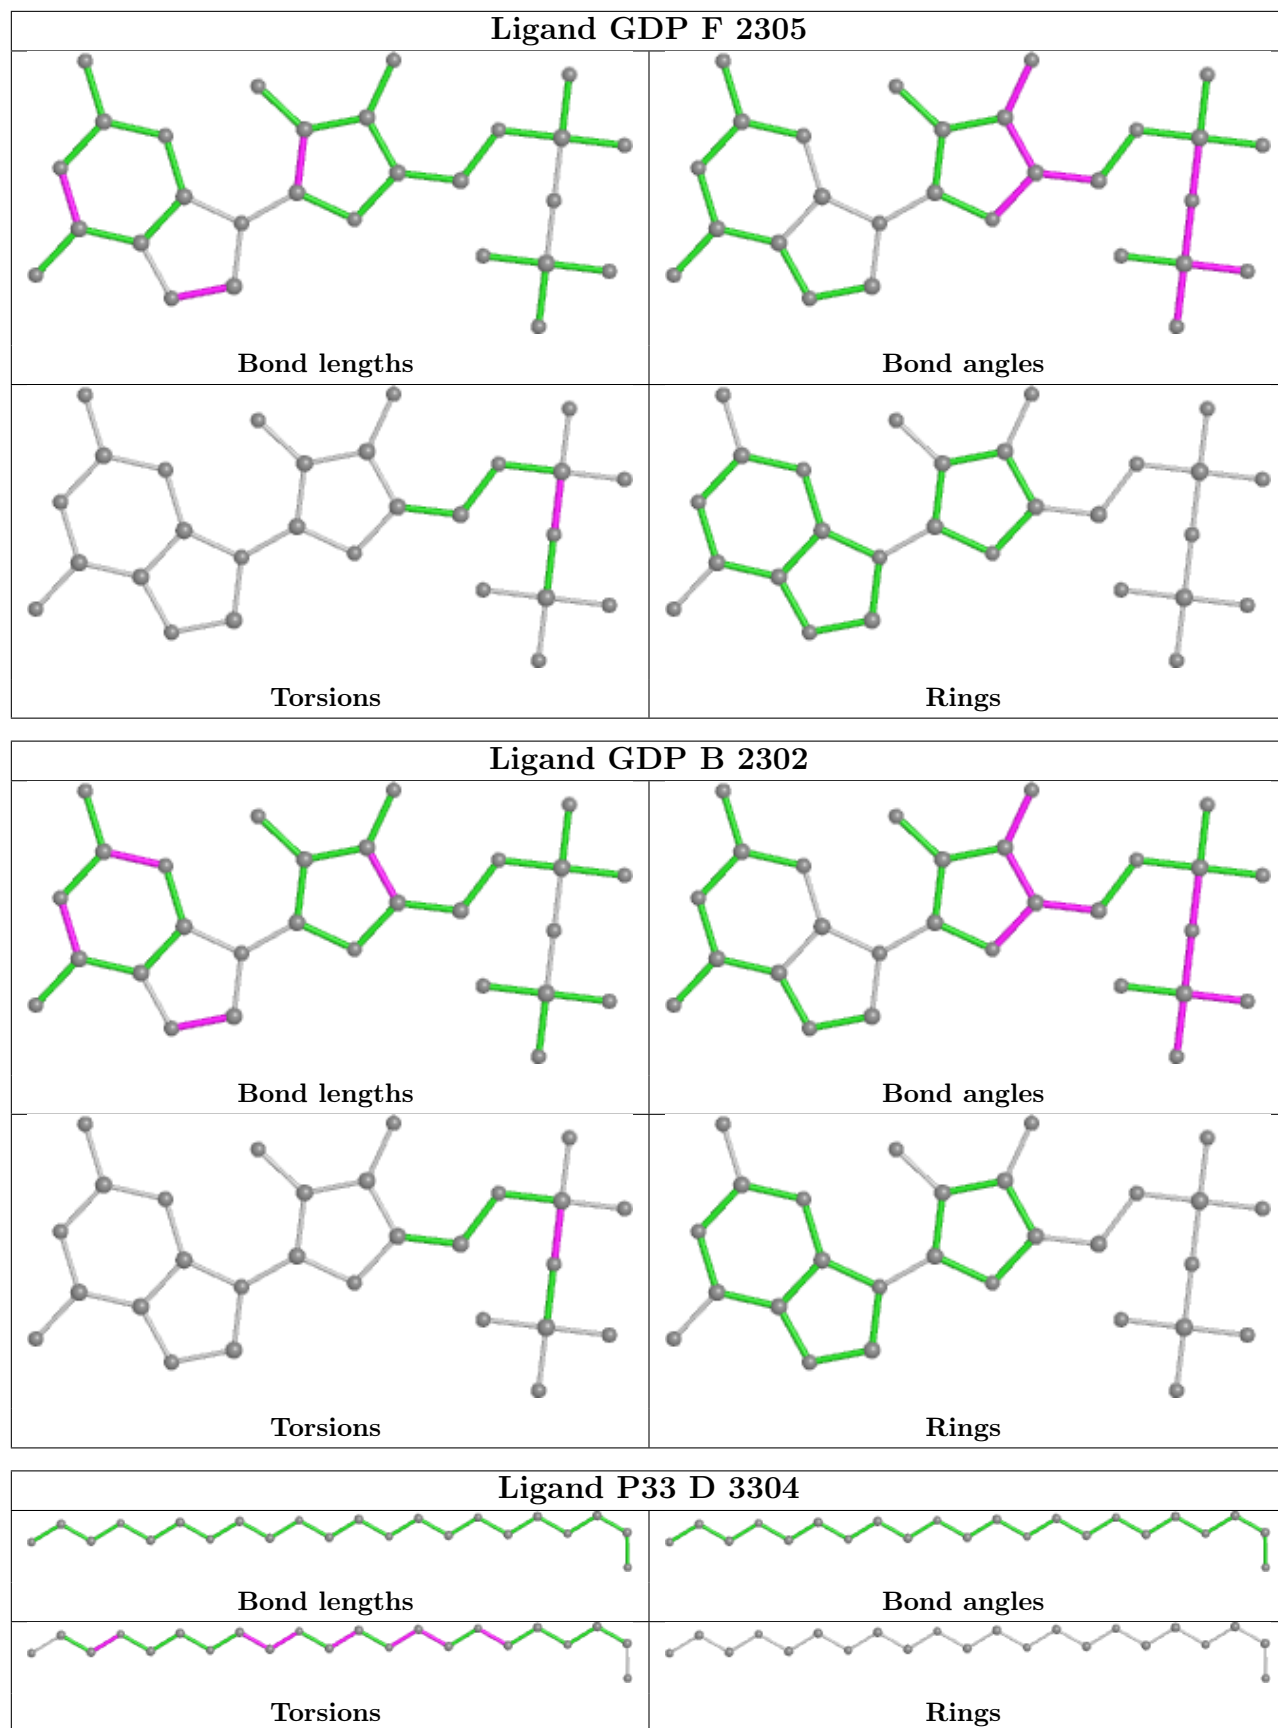 Ligand GDP F 2305
Bond lengths
Bond angles
Torsions
Rings
Ligand GDP B 2302
Bond lengths
Bond angles
Torsions
Rings
Ligand P33 D 3304
Bond lengths
Bond angles
Torsions
Rings